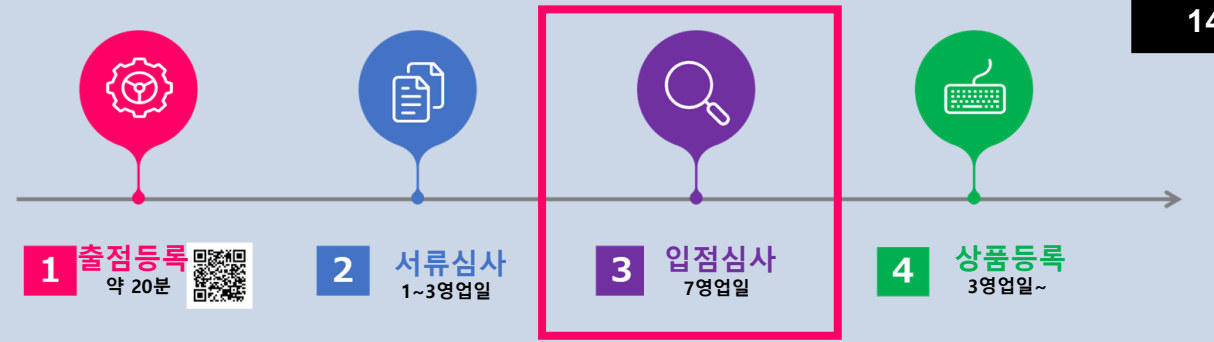 14
1 출점등록
약 20분
2 서류심사
1~3영업일
3 입점심사
7영업일
4 상품등록
3영업일~